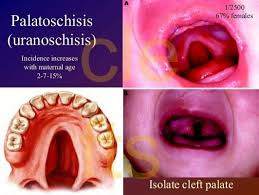 Palatoschisis
(uranoschisis)
Incidence increases
with maternal age
2-7-15%
A
1/2500
67% females
B
Isolate cleft palate